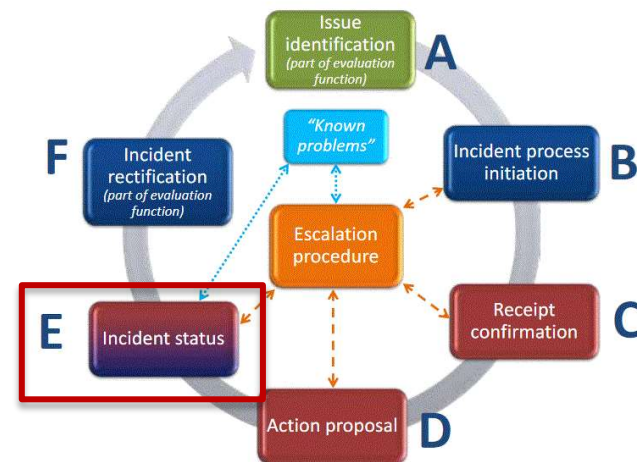 Issue
identification
(part of evaluation
function)
A
"Known
problems"
F
Incident
rectification
(part of evaluation
function)
Incident process
initiation
B
Escalation
procedure
E
Incident status
Receipt
confirmation
C
Action proposal
D